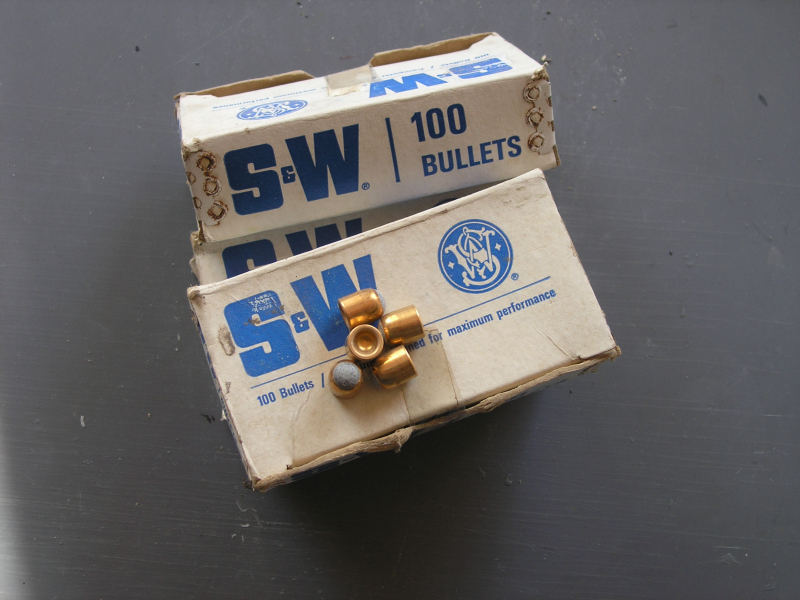 S&W
S&W®
100
BULLETS
S&W
S&W
®
100 Bullets / ned for maximum performance